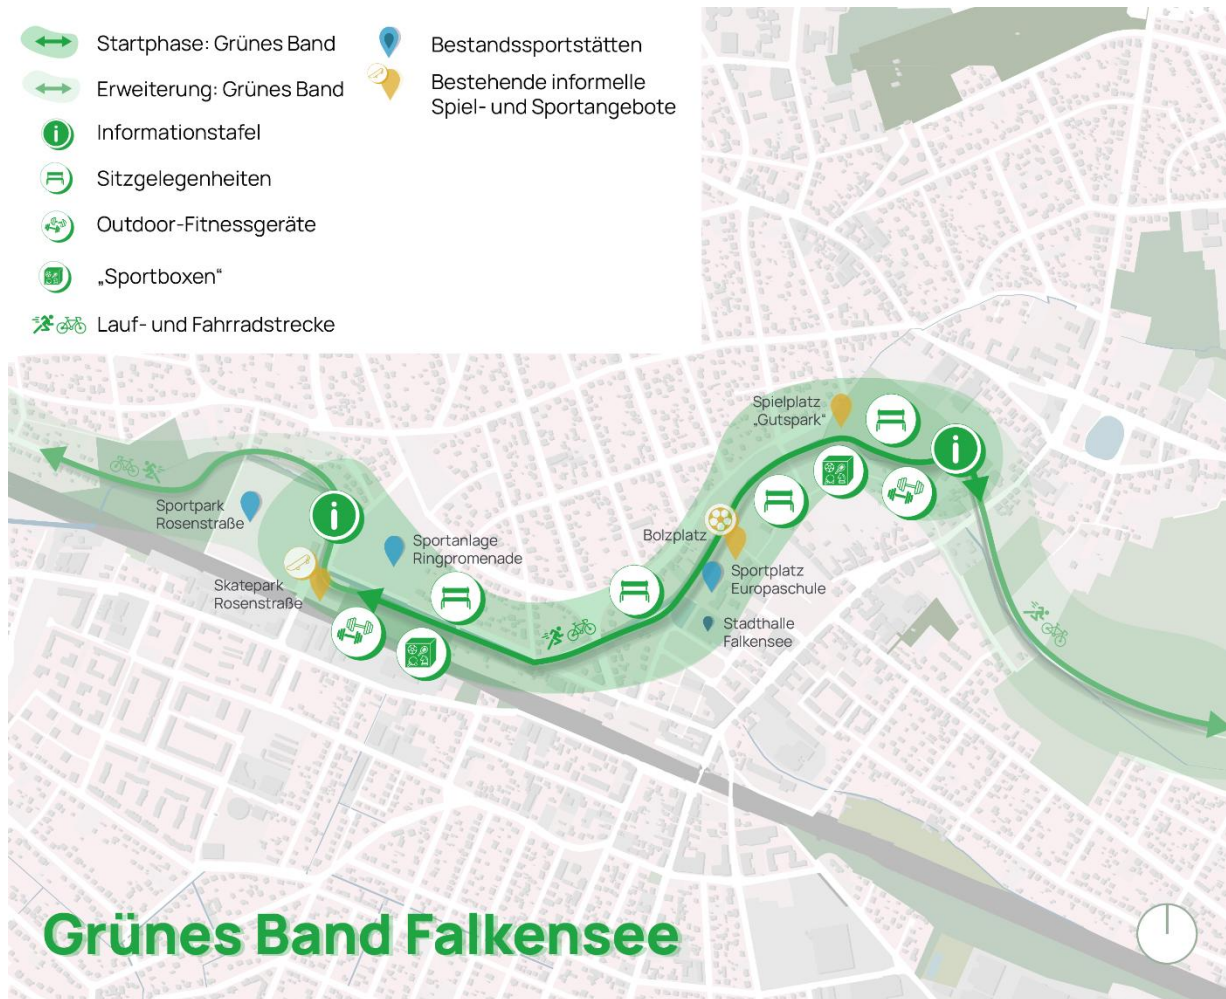 Startphase: Grünes Band
Erweiterung: Grünes Band
Informationstafel
Sitzgelegenheiten
Outdoor-Fitnessgeräte
„Sportboxen“
Lauf- und Fahrradstrecke
Bestandssportstätten
Bestehende informelle
Spiel- und Sportangebote
Spielplatz
„Gutspark“
Sportpark
Rosenstraße
Sportanlage
Ringpromenade
Bolzplatz
Skatepark
Rosenstraße
Sportplatz
Europaschule
Stadthalle
Falkensee
Grünes Band Falkensee